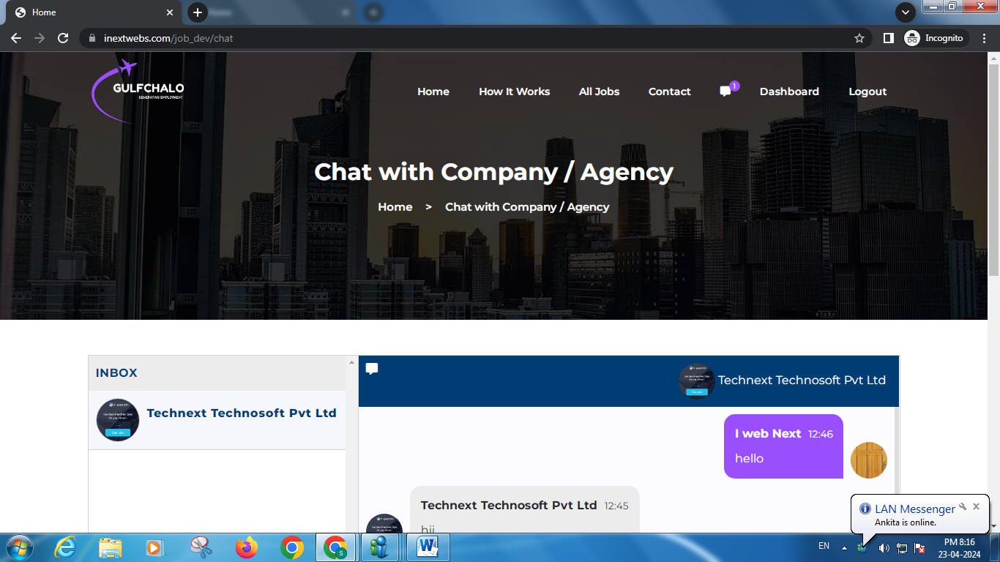 Home
inextwebs.com/job_dev/chat
Incognito
GULFCHALO
GENERATING EMPLOYMENT
Home
How It Works
All Jobs
Contact
1
Dashboard
Logout
Chat with Company / Agency
Home > Chat with Company / Agency
INBOX
Technext Technosoft Pvt Ltd
Technext Technosoft Pvt Ltd
I web Next 12:46
hello
Technext Technosoft Pvt Ltd 12:45
hii
LAN Messenger
Ankita is online.
S
W
EN
PM 8:16
23-04-2024